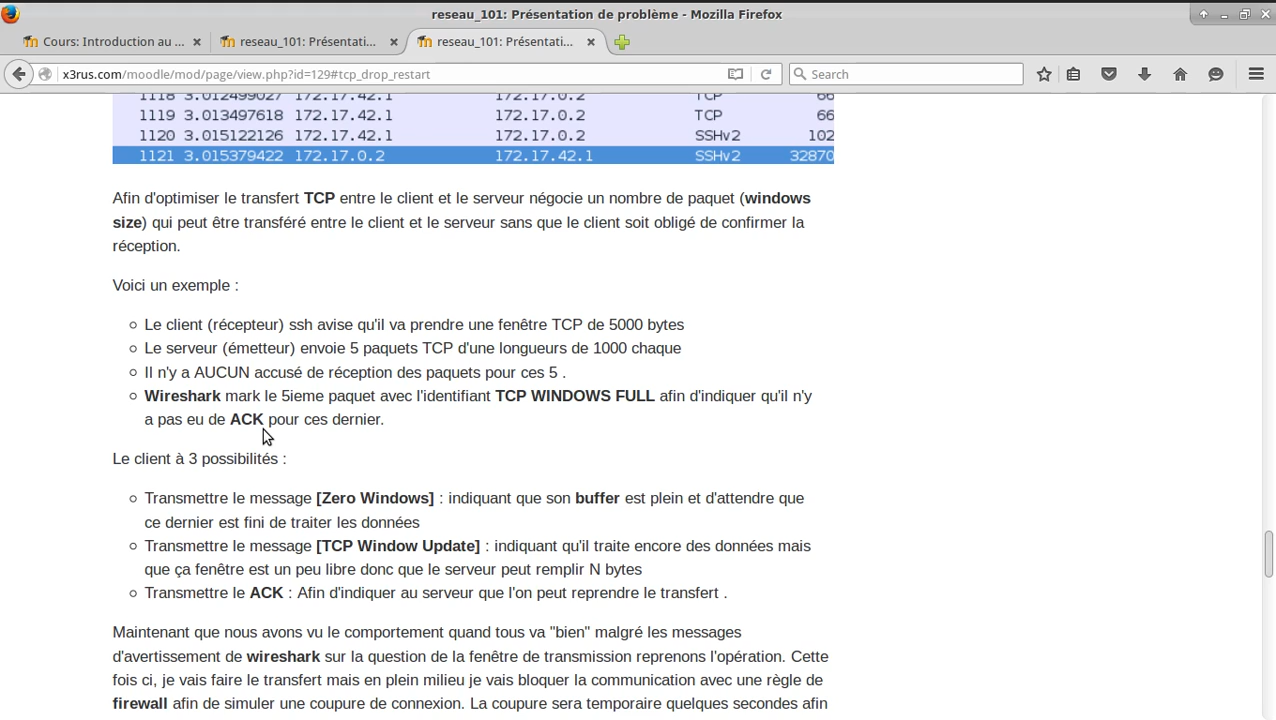 reseau_101: Présentation de problème - Mozilla Firefox
Cours: Introduction au ... reseau_101: Présentati... reseau_101: Présentati...
x3rus.com/moodle/mod/page/view.php?id=129#tcp_drop_restart Search
1118 3.012499027 172.17.42.1 172.17.0.2 TCP 66
1119 3.013497618 172.17.42.1 172.17.0.2 TCP 66
1120 3.015122126 172.17.42.1 172.17.0.2 SSHv2 102
1121 3.015379422 172.17.0.2 172.17.42.1 SSHv2 32870
Afin d'optimiser le transfert TCP entre le client et le serveur négocie un nombre de paquet (windows
size) qui peut être transféré entre le client et le serveur sans que le client soit obligé de confirmer la
réception.
Voici un exemple :
Le client (récepteur) ssh avise qu'il va prendre une fenêtre TCP de 5000 bytes
Le serveur (émetteur) envoie 5 paquets TCP d'une longueurs de 1000 chaque
Il n'y a AUCUN accusé de réception des paquets pour ces 5 .
Wireshark mark le 5ieme paquet avec l'identifiant TCP WINDOWS FULL afin d'indiquer qu'il n'y
a pas eu de ACK pour ces dernier.
Le client à 3 possibilités :
Transmettre le message [Zero Windows] : indiquant que son buffer est plein et d'attendre que
ce dernier est fini de traiter les données
Transmettre le message [TCP Window Update] : indiquant qu'il traite encore des données mais
que ça fenêtre est un peu libre donc que le serveur peut remplir N bytes
Transmettre le ACK : Afin d'indiquer au serveur que l'on peut reprendre le transfert .
Maintenant que nous avons vu le comportement quand tous va "bien" malgré les messages
d'avertissement de wireshark sur la question de la fenêtre de transmission reprenons l'opération. Cette
fois ci, je vais faire le transfert mais en plein milieu je vais bloquer la communication avec une règle de
firewall afin de simuler une coupure de connexion. La coupure sera temporaire quelques secondes afin